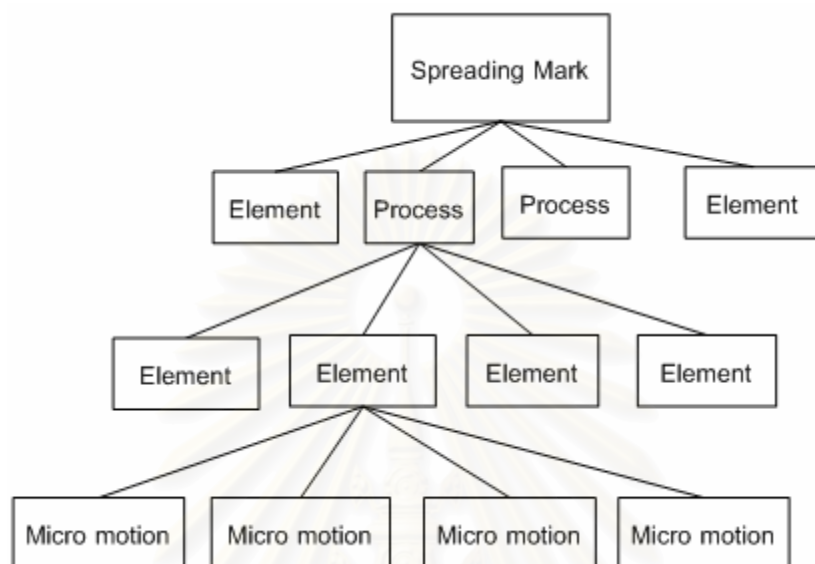 Spreading Mark
Element Process Process Element
Element Element Element Element
Micro motion Micro motion Micro motion Micro motion